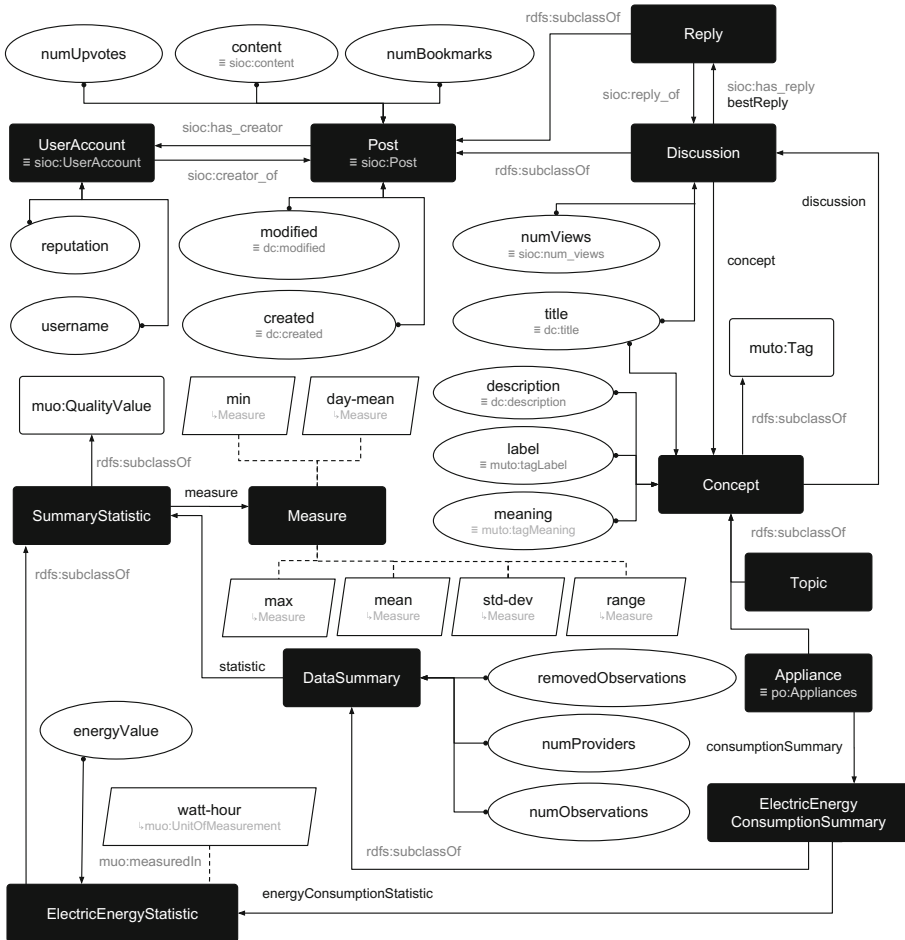 rdfs:subclassOf
Reply
numUpvotes
content
≡ sioc:content
numBookmarks
sioc:reply_of
sioc:has_reply
bestReply
UserAccount
≡ sioc:UserAccount
sioc:has_creator
sioc:creator_of
Post
≡ sioc:Post
rdfs:subclassOf
Discussion
discussion
reputation
modified
≡ dc:modified
numViews
≡ sioc:num_views
concept
username
created
≡ dc:created
title
≡ dc:title
muto:Tag
muo:QualityValue
min
↳Measure
day-mean
↳Measure
description
≡ dc:description
rdfs:subclassOf
label
≡ muto:tagLabel
rdfs:subclassOf
SummaryStatistic
measure
Measure
meaning
≡ muto:tagMeaning
Concept
rdfs:subclassOf
rdfs:subclassOf
max
↳Measure
mean
↳Measure
std-dev
↳Measure
range
↳Measure
Topic
statistic
DataSummary
removedObservations
Appliance
≡ po:Appliances
energyValue
numProviders
consumptionSummary
watt-hour
↳muo:UnitOfMeasurement
numObservations
ElectricEnergy
ConsumptionSummary
muo:measuredIn
rdfs:subclassOf
energyConsumptionStatistic
ElectricEnergyStatistic